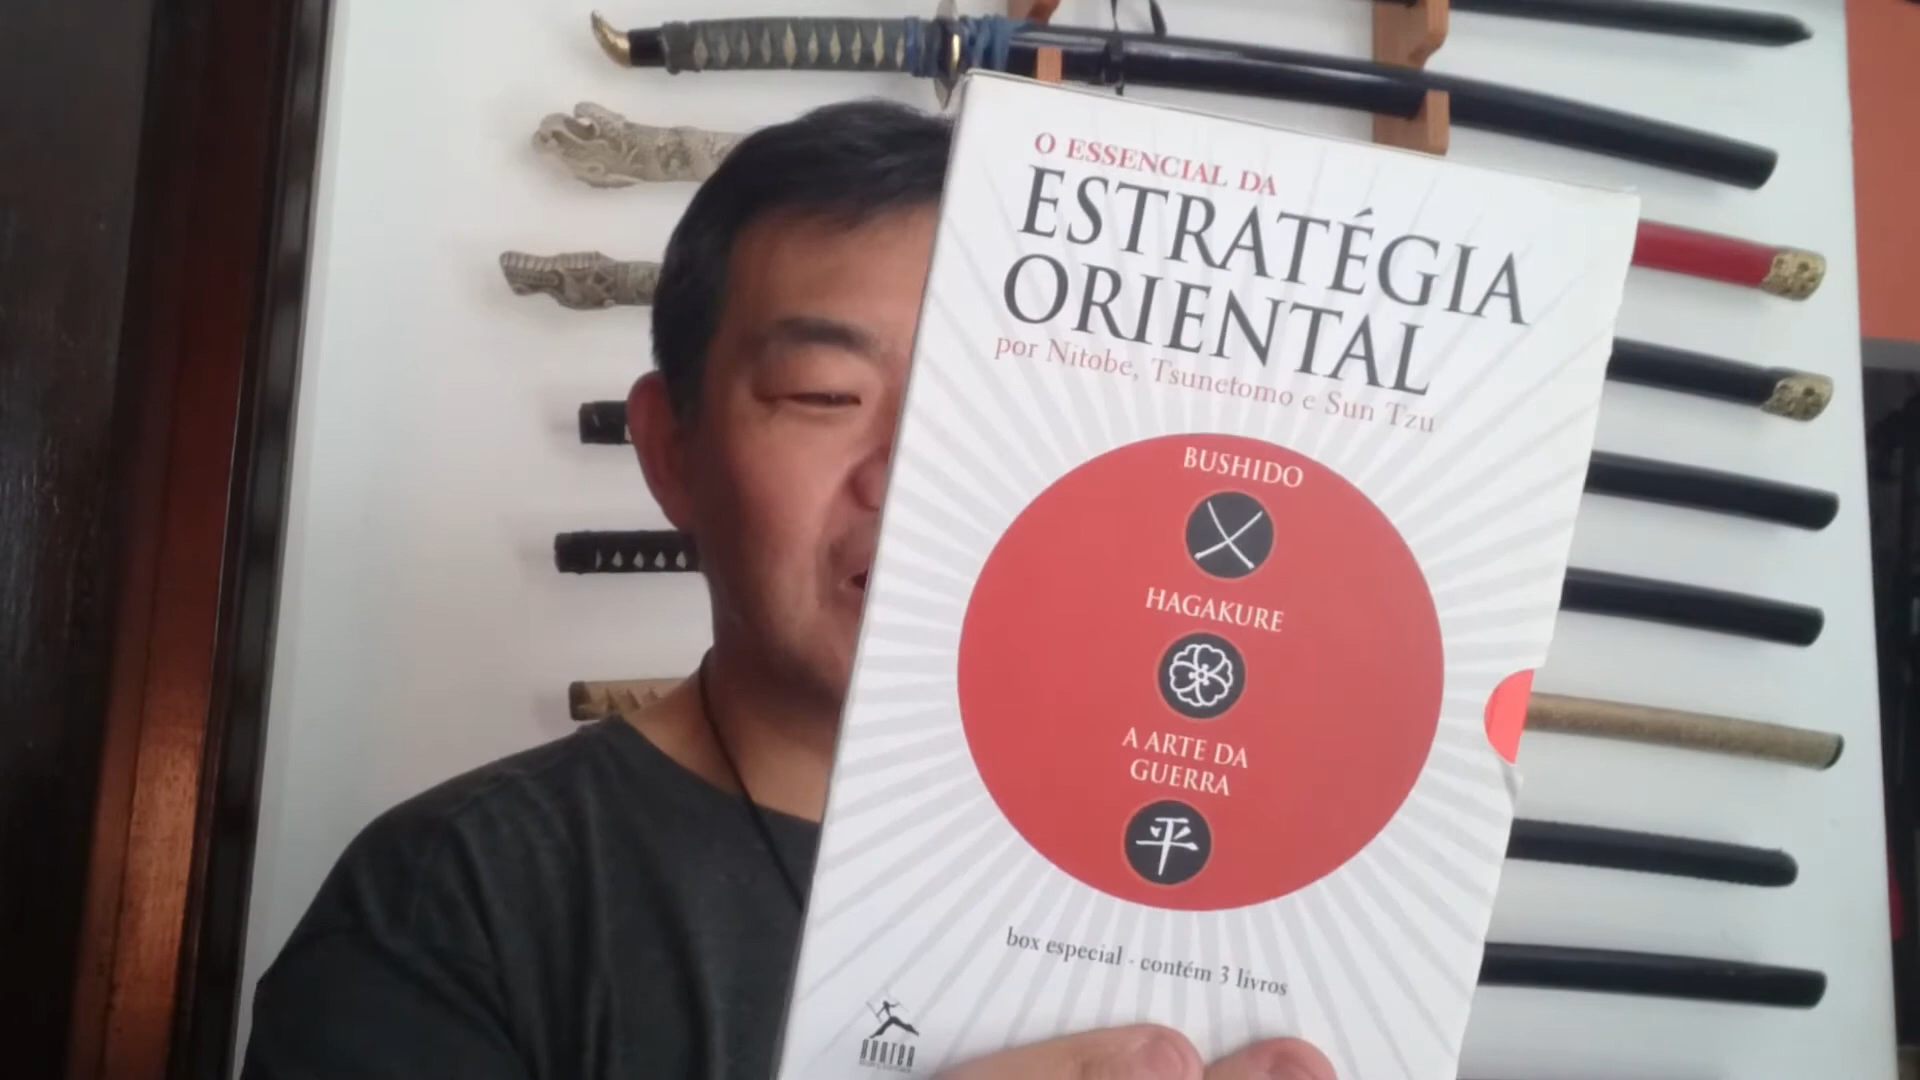 O ESSENCIAL DA
ESTRATÉGIA
ORIENTAL
por Nitobe, Tsunetomo e Sun Tzu
BUSHIDO
HAGAKURE
A ARTE DA
GUERRA
平
box especial - contém 3 livros
HUNTER